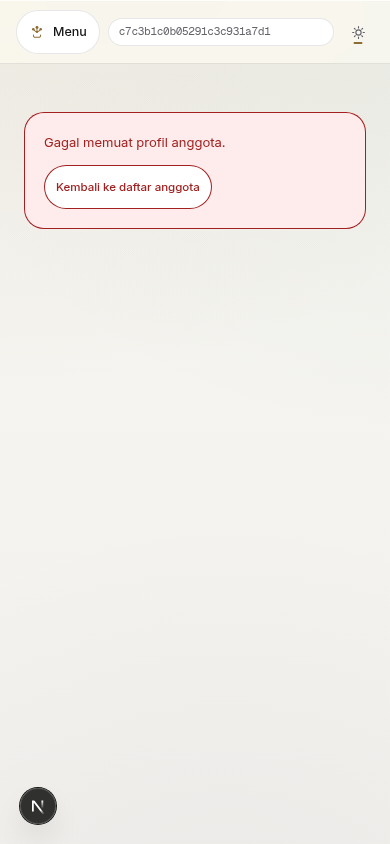 Menu
c7c3b1c0b05291c3c931a7d1
Gagal memuat profil anggota.
Kembali ke daftar anggota
N